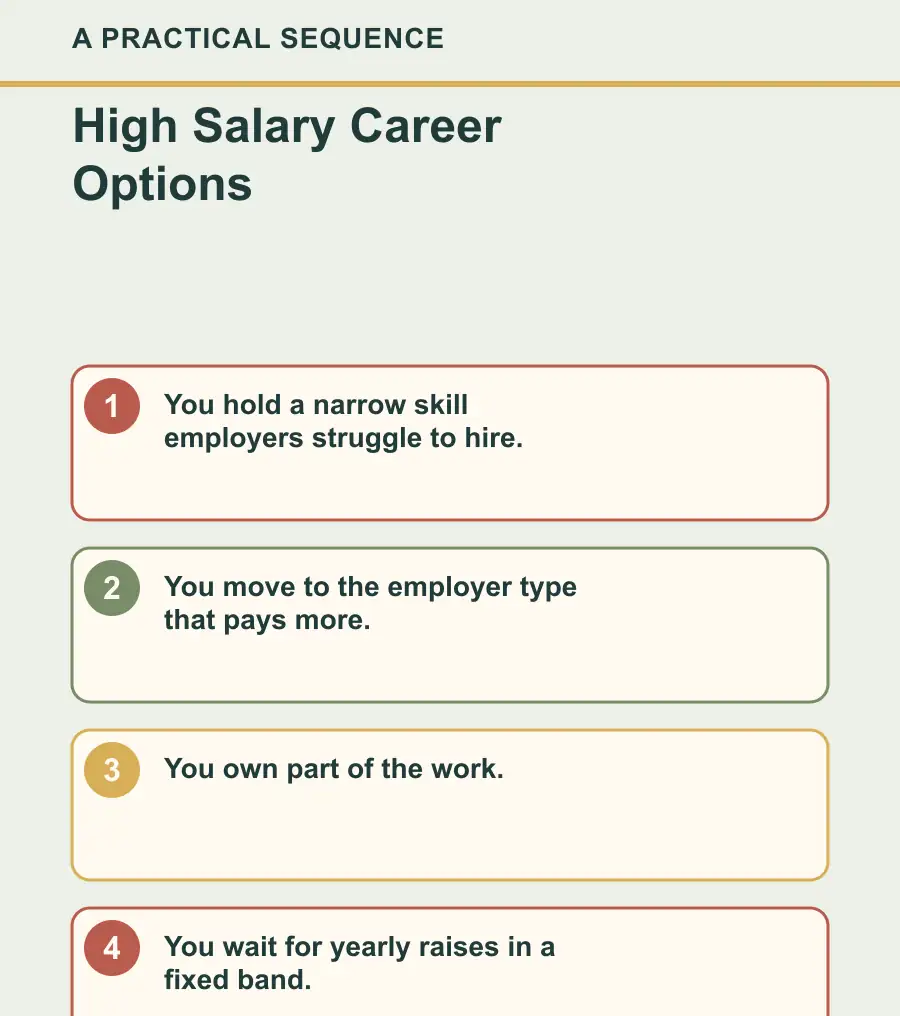 A PRACTICAL SEQUENCE
High Salary Career
Options
1
You hold a narrow skill
employers struggle to hire.
2
You move to the employer type
that pays more.
3
You own part of the work.
4
You wait for yearly raises in a
fixed band.